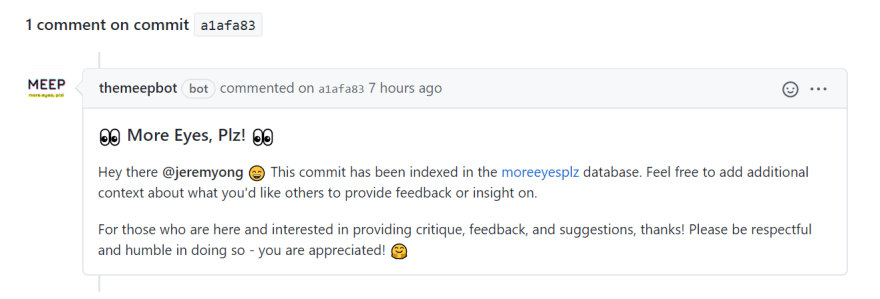 1 comment on commit a1afa83
MEEP
more eyes, plz!
themeepbot bot commented on a1afa83 7 hours ago
👀 More Eyes, Plz! 👀
Hey there @jeremyong 😄 This commit has been indexed in the moreeyesplz database. Feel free to add additional
context about what you'd like others to provide feedback or insight on.
For those who are here and interested in providing critique, feedback, and suggestions, thanks! Please be respectful
and humble in doing so - you are appreciated! 🤗